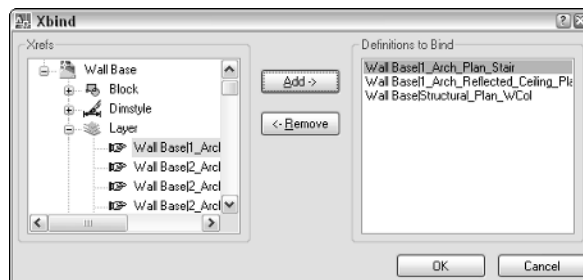 Xbind
Xrefs
Wall Base
Block
Dimstyle
Layer
Wall Base|1_Arcl
Wall Base|2_Arcl
Wall Base|2_Arcl
Wall Base|2_Arcl
Add ->
<- Remove
Definitions to Bind
Wall Base|1_Arch_Plan_Stair
Wall Base|1_Arch_Reflected_Ceiling_Pla
Wall Base|Structural_Plan_WCol
OK
Cancel